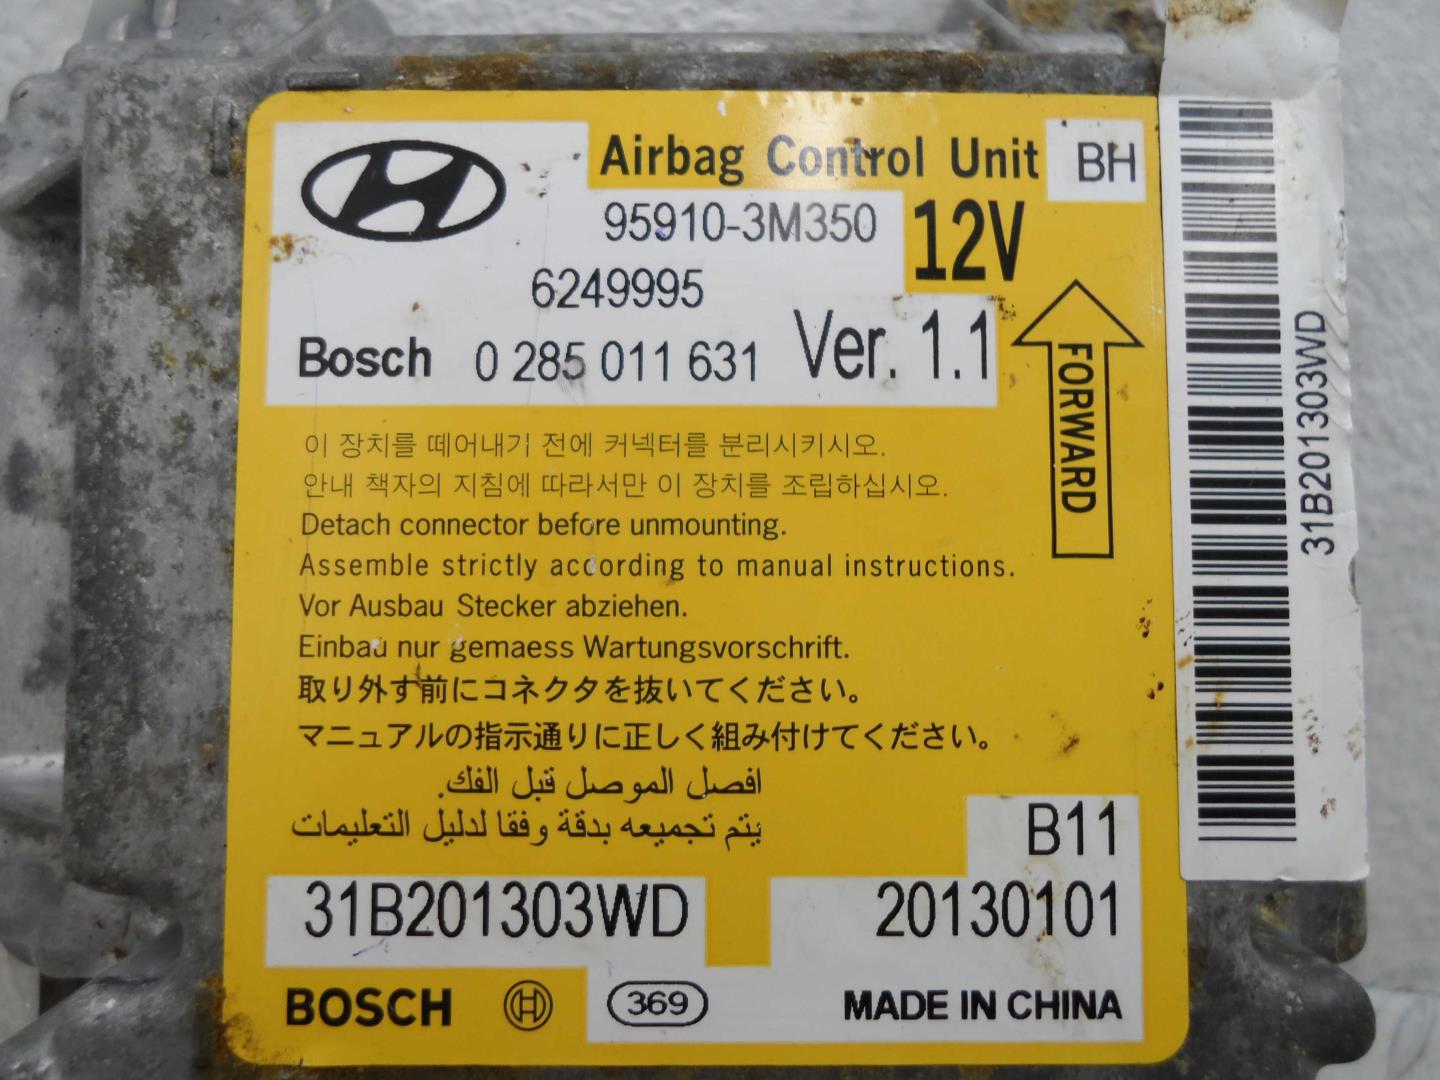 Airbag Control Unit BH
95910-3M350 12V
6249995
Bosch 0 285 011 631 Ver. 1.1
FORWARD
31B201303WD
이 장치를 떼어내기 전에 커넥터를 분리시키시오.
안내 책자의 지침에 따라서만 이 장치를 조립하십시오.
Detach connector before unmounting.
Assemble strictly according to manual instructions.
Vor Ausbau Stecker abziehen.
Einbau nur gemaess Wartungsvorschrift.
取り外す前にコネクタを抜いてください。
マニュアルの指示通りに正しく組み付けてください。
افصل الموصل قبل الفك.
يتم تجميعه بدقة وفقا لدليل التعليمات
B11
31B201303WD 20130101
BOSCH 369 MADE IN CHINA